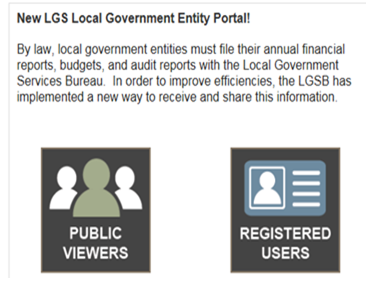 New LGS Local Government Entity Portal!
By law, local government entities must file their annual financial
reports, budgets, and audit reports with the Local Government
Services Bureau.  In order to improve efficiencies, the LGSB has
implemented a new way to receive and share this information.
PUBLIC
VIEWERS
REGISTERED
USERS